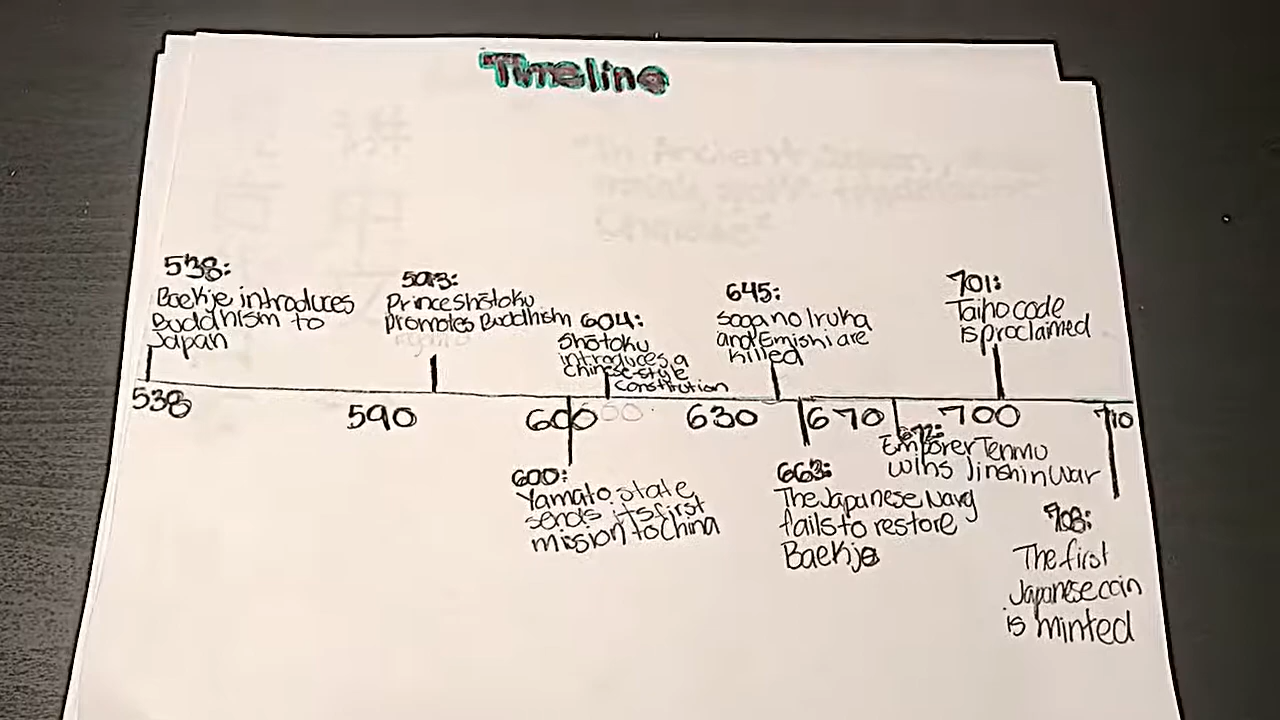 Timeline
538:
Baekje introduces
Buddhism to
Japan
593:
Prince Shōtoku
promotes Buddhism
604:
Shōtoku
introduces a
Chinese-style
Constitution
645:
Soga no Iruka
and Emishi are
killed
701:
Taiho code
is proclaimed
538
590
600
630
670
700
710
600:
Yamato state
sends its first
mission to China
663:
The Japanese Navy
fails to restore
Baekje
672:
Emporer Tenmu
wins Jinshin War
708:
The first
Japanese coin
is minted